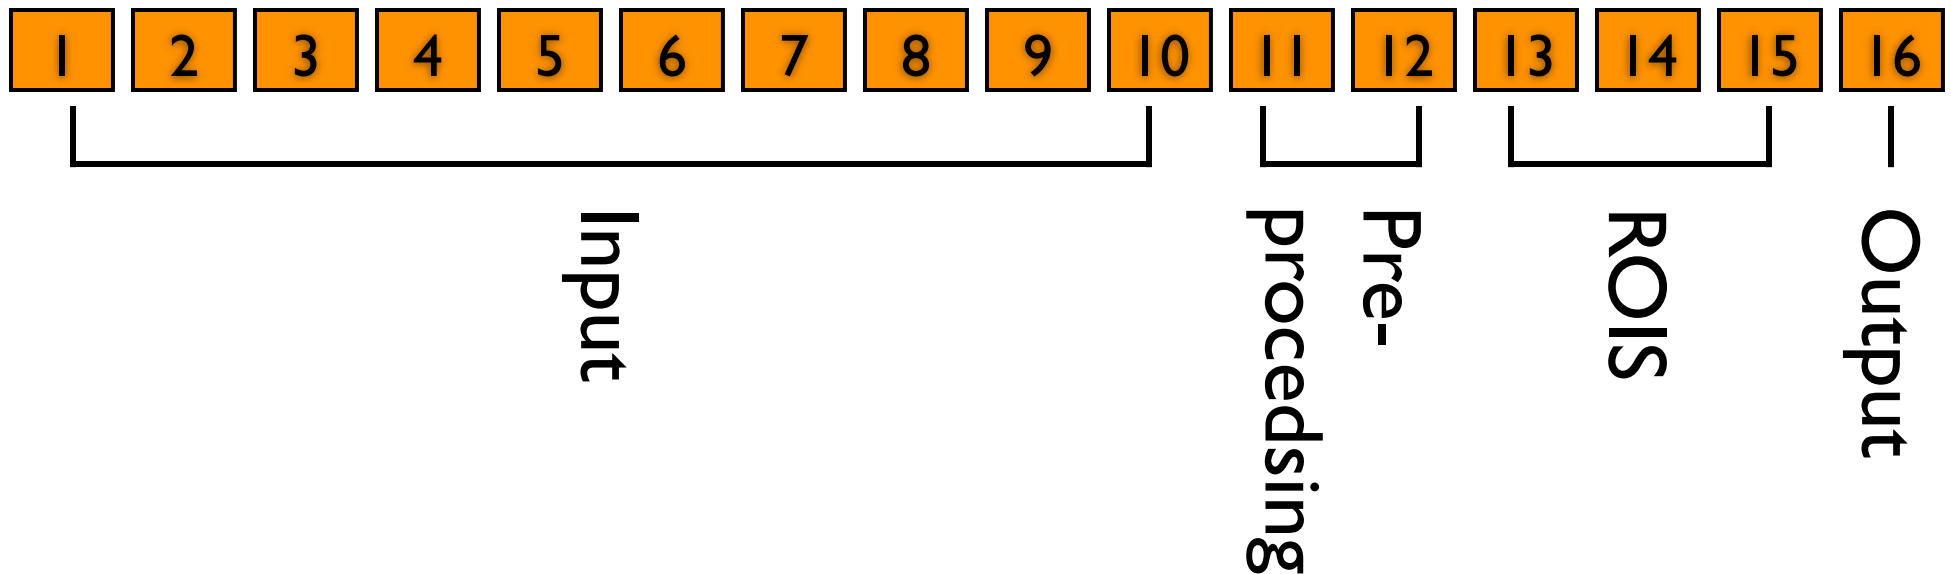 1 2 3 4 5 6 7 8 9 10 11 12 13 14 15 16
Input
Pre-
procedsing
ROIS
Output